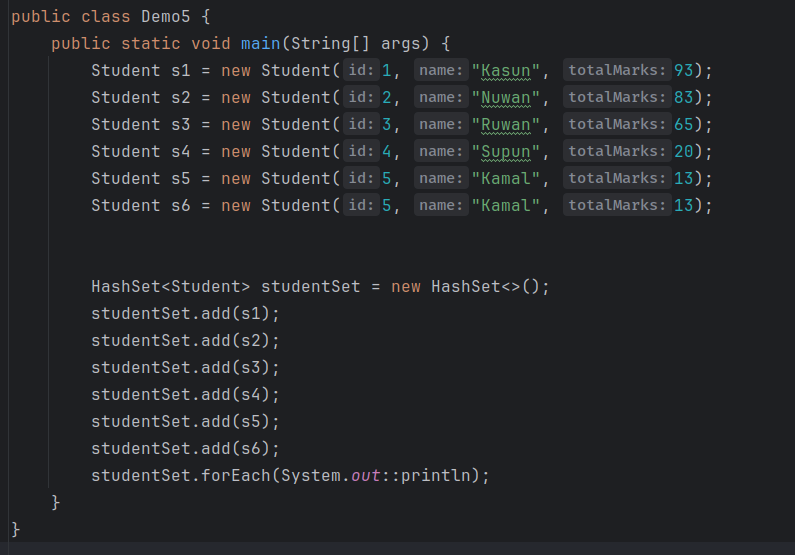 public class Demo5 {
    public static void main(String[] args) {
        Student s1 = new Student( id: 1,  name: "Kasun",  totalMarks: 93);
        Student s2 = new Student( id: 2,  name: "Nuwan",  totalMarks: 83);
        Student s3 = new Student( id: 3,  name: "Ruwan",  totalMarks: 65);
        Student s4 = new Student( id: 4,  name: "Supun",  totalMarks: 20);
        Student s5 = new Student( id: 5,  name: "Kamal",  totalMarks: 13);
        Student s6 = new Student( id: 5,  name: "Kamal",  totalMarks: 13);
        HashSet<Student> studentSet = new HashSet<>();
        studentSet.add(s1);
        studentSet.add(s2);
        studentSet.add(s3);
        studentSet.add(s4);
        studentSet.add(s5);
        studentSet.add(s6);
        studentSet.forEach(System.out::println);
    }
}